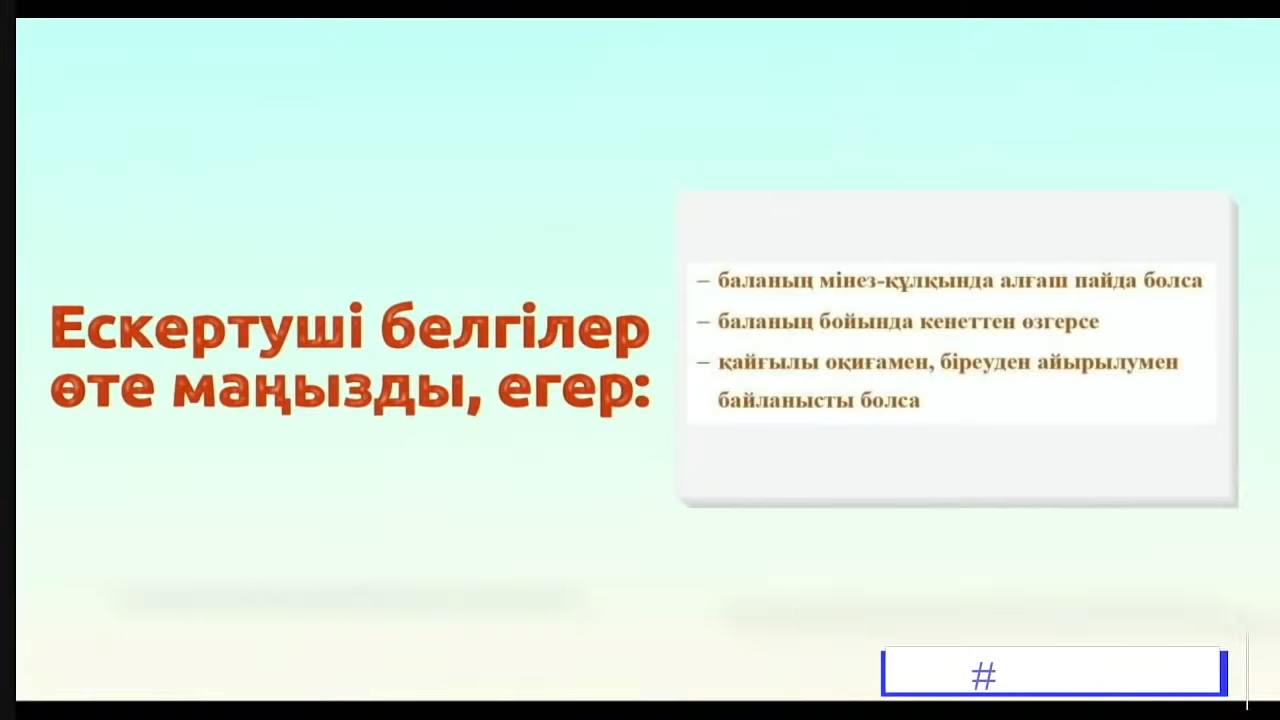 Ескертуші белгілер
өте маңызды, егер:
– баланың мінез-құлқында алғаш пайда болса
– баланың бойында кенеттен өзгерсе
– қайғылы оқиғамен, біреуден айырылумен
байланысты болса
#